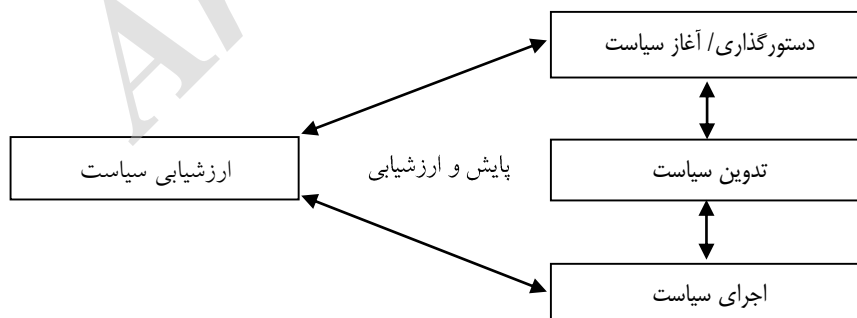 دستورگذاری/ آغاز سیاست
تدوین سیاست
پایش و ارزشیابی
ارزشیابی سیاست
اجرای سیاست